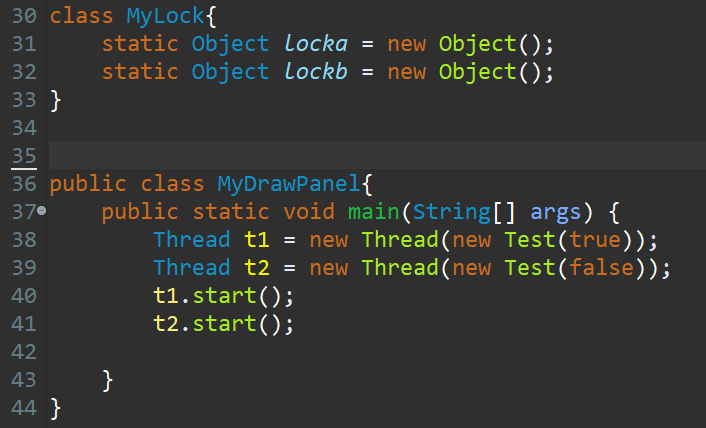 30 class MyLock{
31     static Object locka = new Object();
32     static Object lockb = new Object();
33 }
34
35
36 public class MyDrawPanel{
37     public static void main(String[] args) {
38         Thread t1 = new Thread(new Test(true));
39         Thread t2 = new Thread(new Test(false));
40         t1.start();
41         t2.start();
42
43     }
44 }